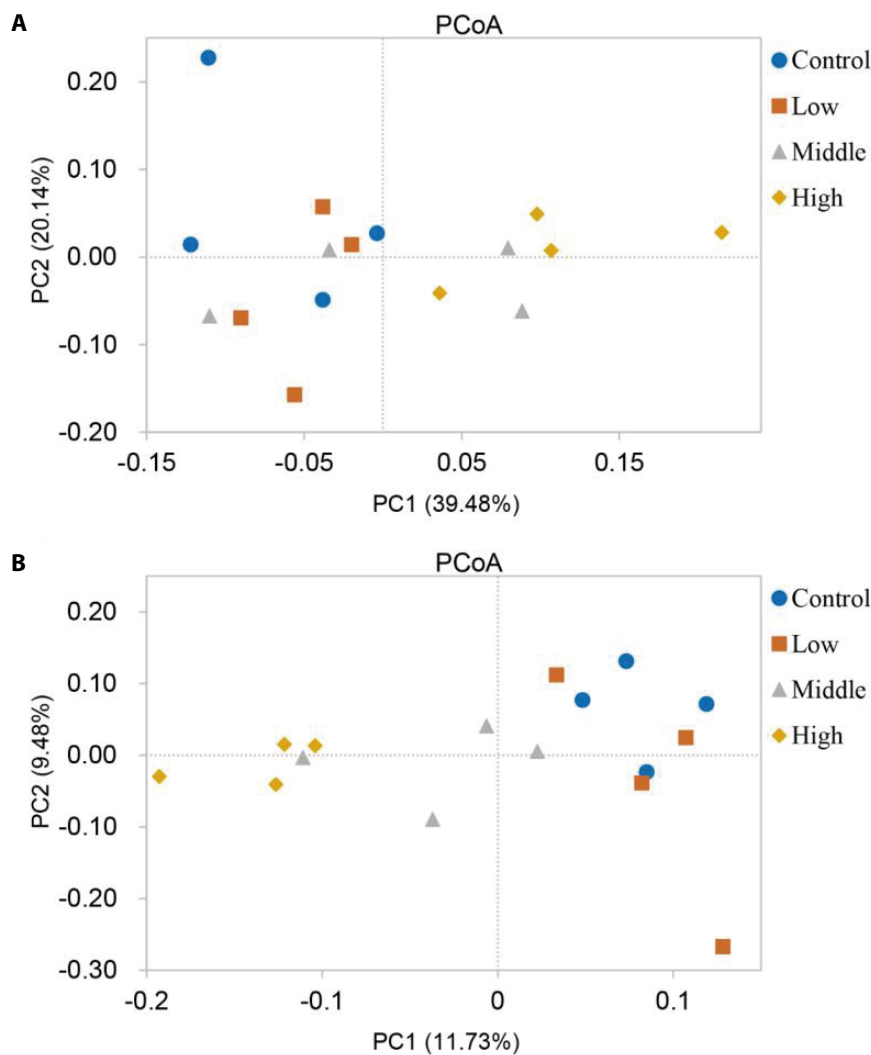 A
PCoA
0.20
0.10
0.00
-0.10
-0.20
PC2 (20.14%)
-0.15
-0.05
0.05
0.15
PC1 (39.48%)
Control
Low
Middle
High
B
PCoA
0.20
0.10
0.00
-0.10
-0.20
-0.30
PC2 (9.48%)
-0.2
-0.1
0
0.1
PC1 (11.73%)
Control
Low
Middle
High